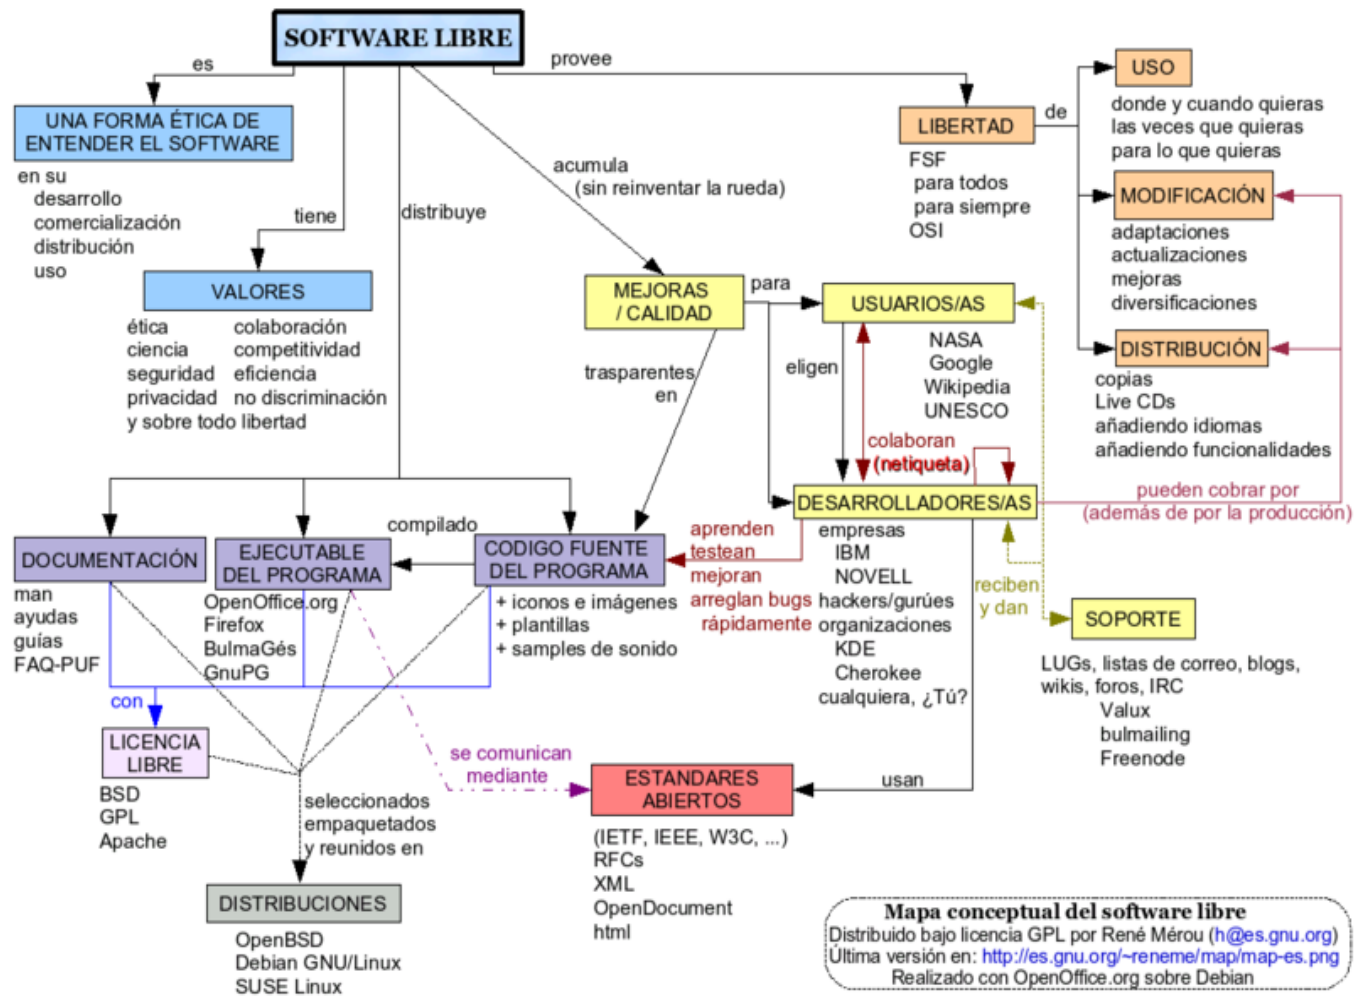 SOFTWARE LIBRE
es
provee
UNA FORMA ÉTICA DE
ENTENDER EL SOFTWARE
en su
desarrollo
comercialización
distribución
uso
tiene
VALORES
ética colaboración
ciencia competitividad
seguridad eficiencia
privacidad no discriminación
y sobre todo libertad
distribuye
acumula
(sin reinventar la rueda)
LIBERTAD
FSF
para todos
para siempre
OSI
de
USO
donde y cuando quieras
las veces que quieras
para lo que quieras
MODIFICACIÓN
adaptaciones
actualizaciones
mejoras
diversificaciones
DISTRIBUCIÓN
copias
Live CDs
añadiendo idiomas
añadiendo funcionalidades
MEJORAS
/ CALIDAD
para
trasparentes
en
USUARIOS/AS
NASA
Google
Wikipedia
UNESCO
eligen
colaboran
(netiqueta)
DESARROLLADORES/AS
empresas
IBM
NOVELL
hackers/gurúes
organizaciones
KDE
Cherokee
cualquiera, ¿Tú?
pueden cobrar por
(además de por la producción)
aprenden
testean
mejoran
arreglan bugs
rápidamente
reciben
y dan
SOPORTE
LUGs, listas de correo, blogs,
wikis, foros, IRC
Valux
bulmailing
Freenode
DOCUMENTACIÓN
man
ayudas
guías
FAQ-PUF
EJECUTABLE
DEL PROGRAMA
OpenOffice.org
Firefox
BulmaGés
GnuPG
compilado
CODIGO FUENTE
DEL PROGRAMA
+ iconos e imágenes
+ plantillas
+ samples de sonido
con
LICENCIA
LIBRE
BSD
GPL
Apache
se comunican
mediante
ESTANDARES
ABIERTOS
(IETF, IEEE, W3C, ...)
RFCs
XML
OpenDocument
html
usan
seleccionados
empaquetados
y reunidos en
DISTRIBUCIONES
OpenBSD
Debian GNU/Linux
SUSE Linux
Mapa conceptual del software libre
Distribuido bajo licencia GPL por René Mérou (h@es.gnu.org)
Última versión en: http://es.gnu.org/~reneme/map/map-es.png
Realizado con OpenOffice.org sobre Debian